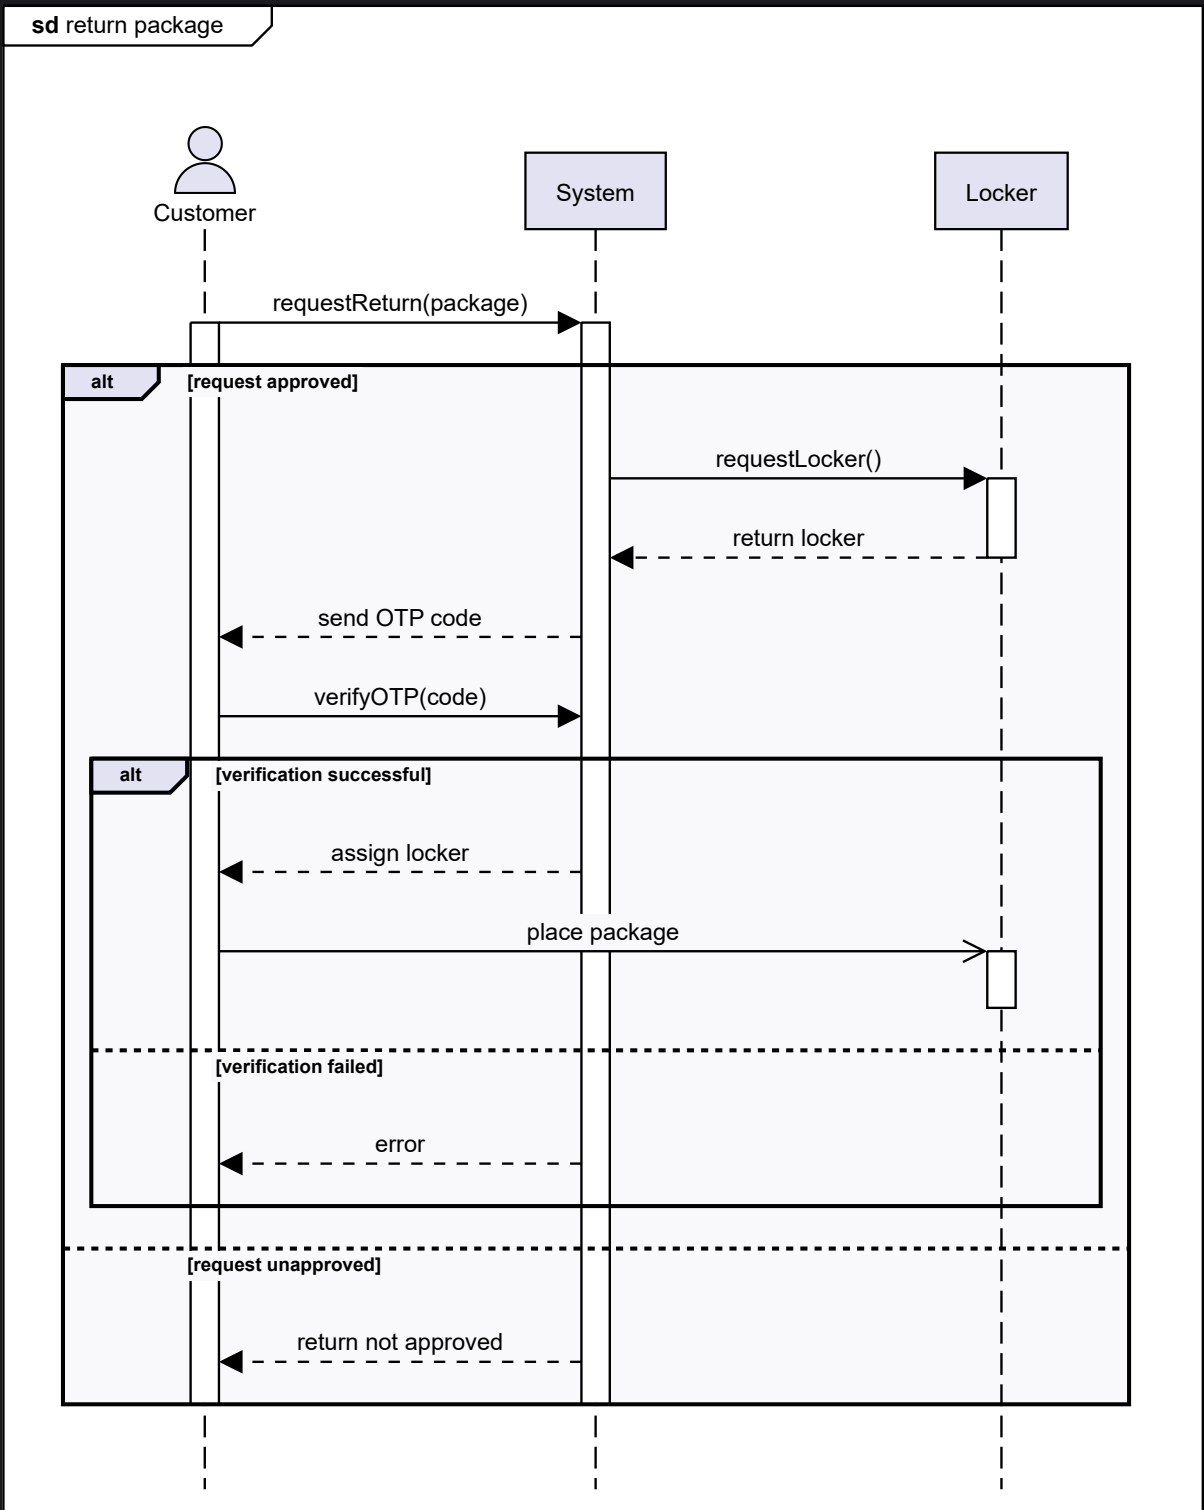 sd return package
Customer
System
Locker
requestReturn(package)
alt
[request approved]
requestLocker()
return locker
send OTP code
verifyOTP(code)
alt
[verification successful]
assign locker
place package
[verification failed]
error
[request unapproved]
return not approved